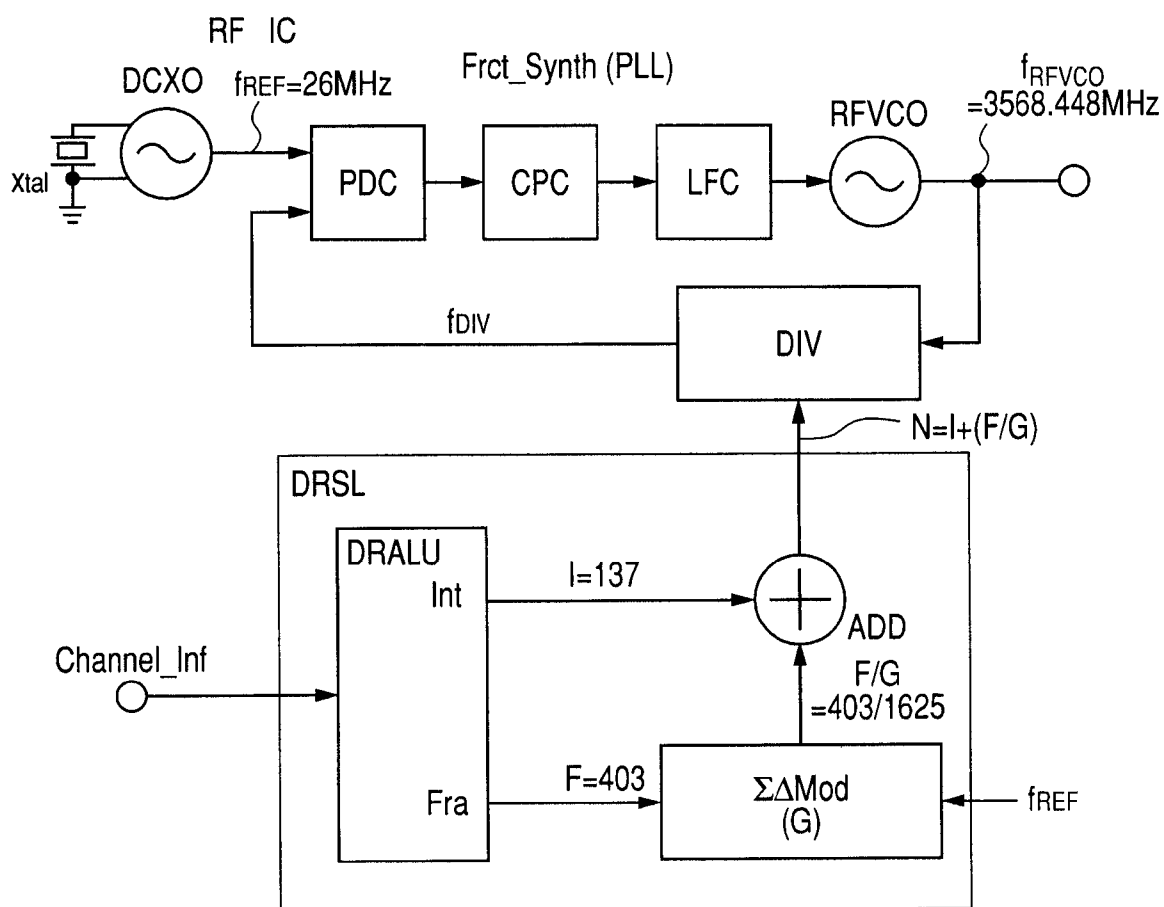 RF IC
DCXO
fREF=26MHz
Frct_Synth (PLL)
fRFVCO
=3568.448MHz
RFVCO
Xtal
PDC
CPC
LFC
fDIV
DIV
N=I+(F/G)
DRSL
DRALU
Int
I=137
ADD
Channel_Inf
F/G
=403/1625
Fra
F=403
ΣΔMod
(G)
fREF